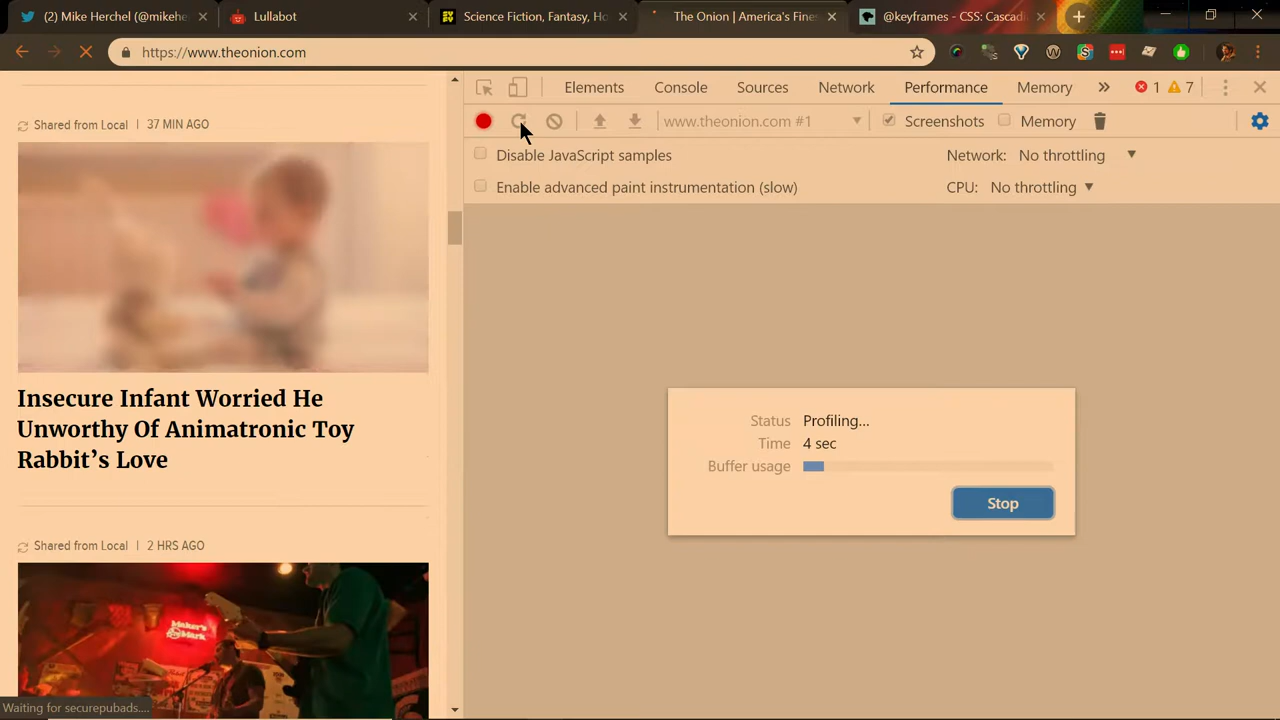 (2) Mike Herchel (@mikehe
Lullabot
Science Fiction, Fantasy, Ho
The Onion | America's Fine
@keyframes - CSS: Cascadi
https://www.theonion.com
Elements
Console
Sources
Network
Performance
Memory
1
7
www.theonion.com #1
Screenshots
Memory
Disable JavaScript samples
Network: No throttling
Enable advanced paint instrumentation (slow)
CPU: No throttling
Shared from Local | 37 MIN AGO
Insecure Infant Worried He
Unworthy Of Animatronic Toy
Rabbit’s Love
Status Profiling...
Time 4 sec
Buffer usage
Stop
Shared from Local | 2 HRS AGO
Maker's
Mark
Waiting for securepubads....